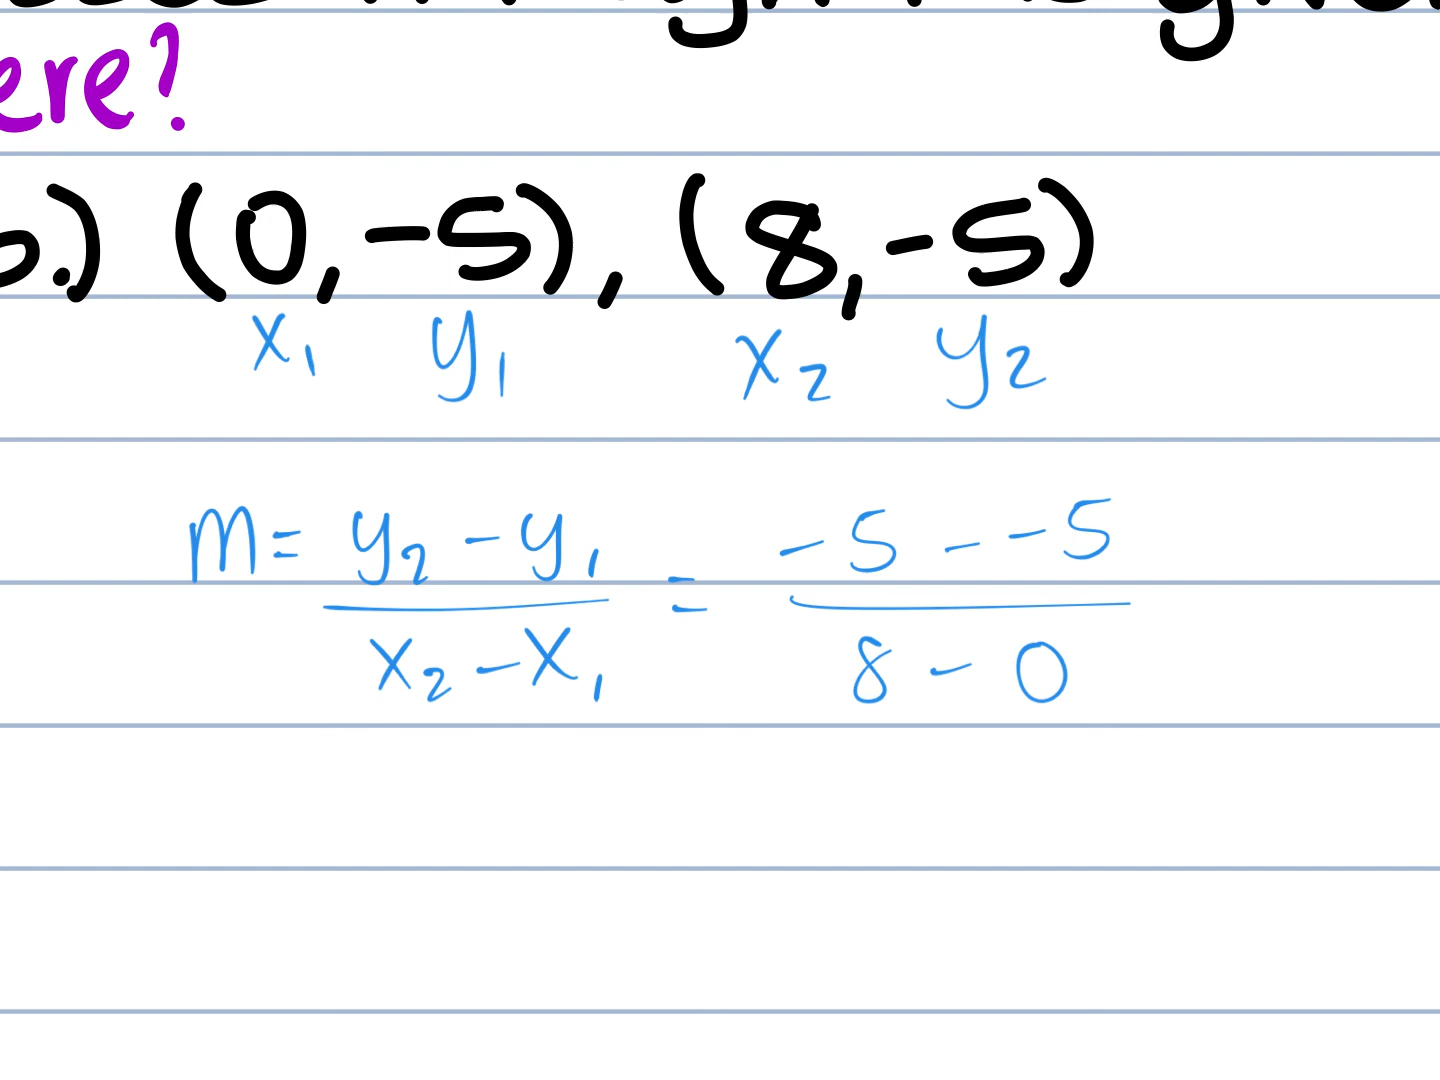 ere?
b.) (0,-5), (8,-5)
x₁ y₁ x₂ y₂
m = y₂ - y₁ / x₂ - x₁ = -5 - -5 / 8 - 0